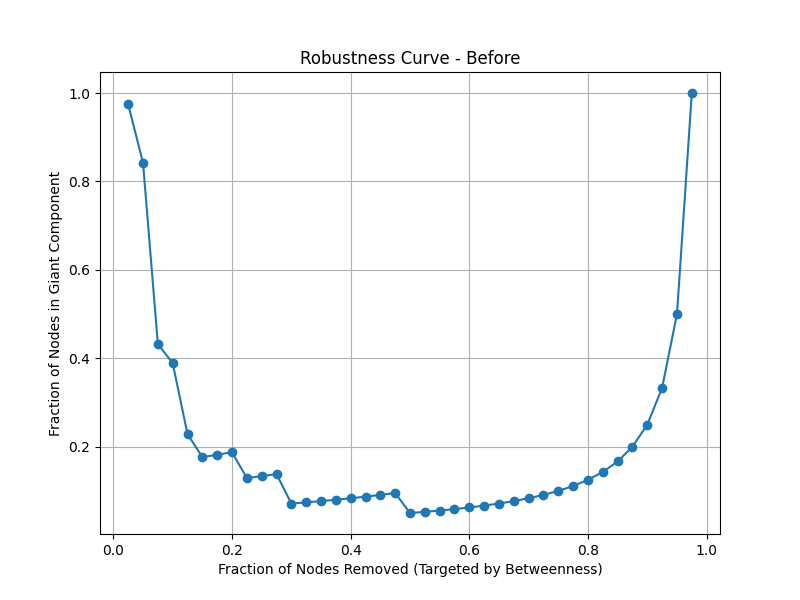 Robustness Curve - Before
1.0
0.8
0.6
0.4
0.2
Fraction of Nodes in Giant Component
0.0 0.2 0.4 0.6 0.8 1.0
Fraction of Nodes Removed (Targeted by Betweenness)